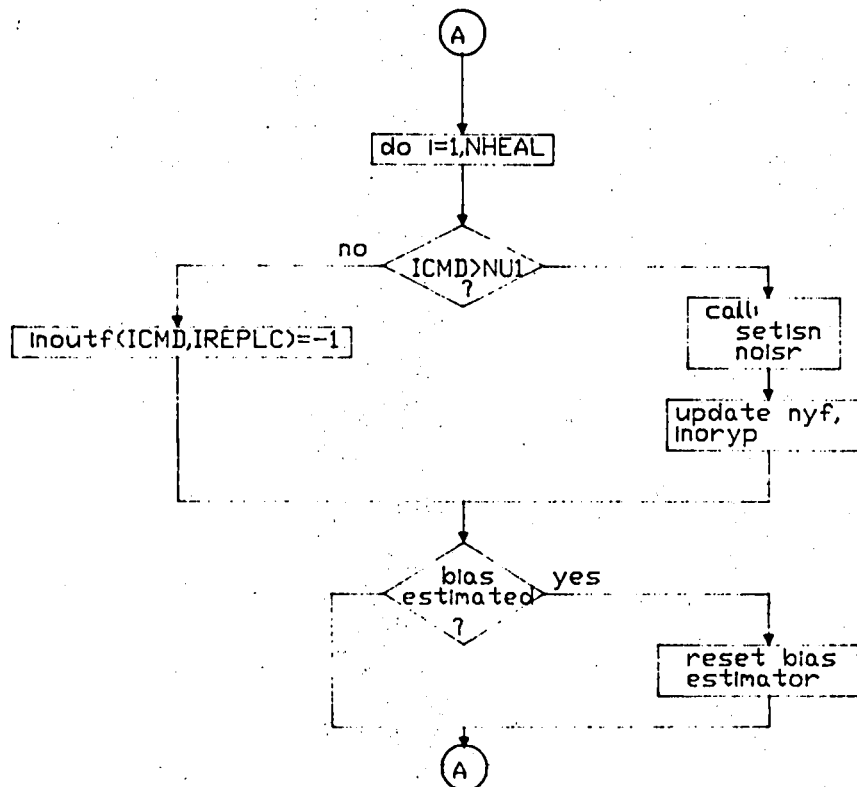 A
do i=1,NHEAL
no
ICMD>NU1
?
inoutf(ICMD,IREPLC)=-1
call
setisn
noisr
update nyf,
inoryp
bias
estimated
?
yes
reset bias
estimator
A